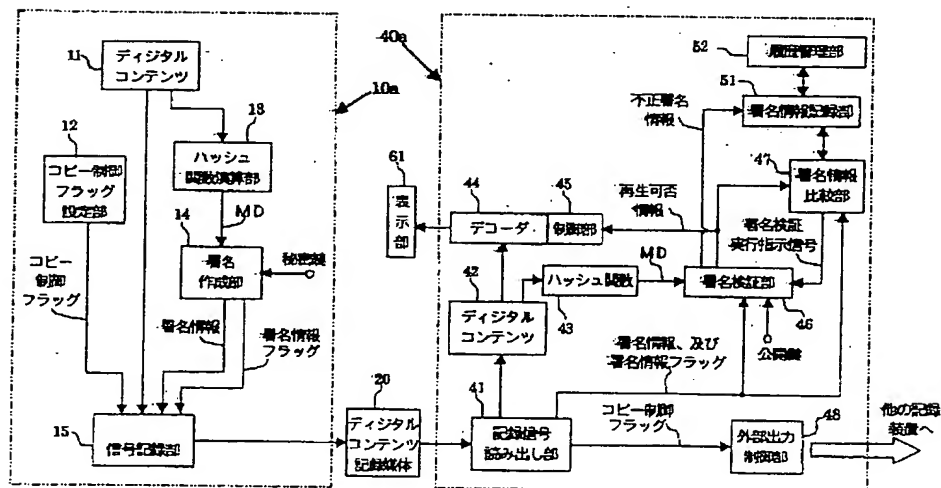 11
ディジタル
コンテンツ
10a
12
コピー制御
フラッグ
設定部
13
ハッシュ
関数演算部
MD
14
署名
作成部
秘密鍵
コピー
制御
フラッグ
署名情報
署名情報
フラッグ
15
信号記録部
20
ディジタル
コンテンツ
記録媒体
40a
52
履歴管理部
51
署名情報記録部
不正署名
情報
47
署名情報
比較部
61
表示部
44
デコーダ
45
制御部
再生可否
情報
署名検証
実行指示信号
42
ディジタル
コンテンツ
ハッシュ関数
43
MD
署名検証部
46
公開鍵
署名情報、及び
署名情報フラッグ
41
記録信号
読み出し部
コピー制御
フラッグ
48
外部出力
制御部
他の記録
装置へ